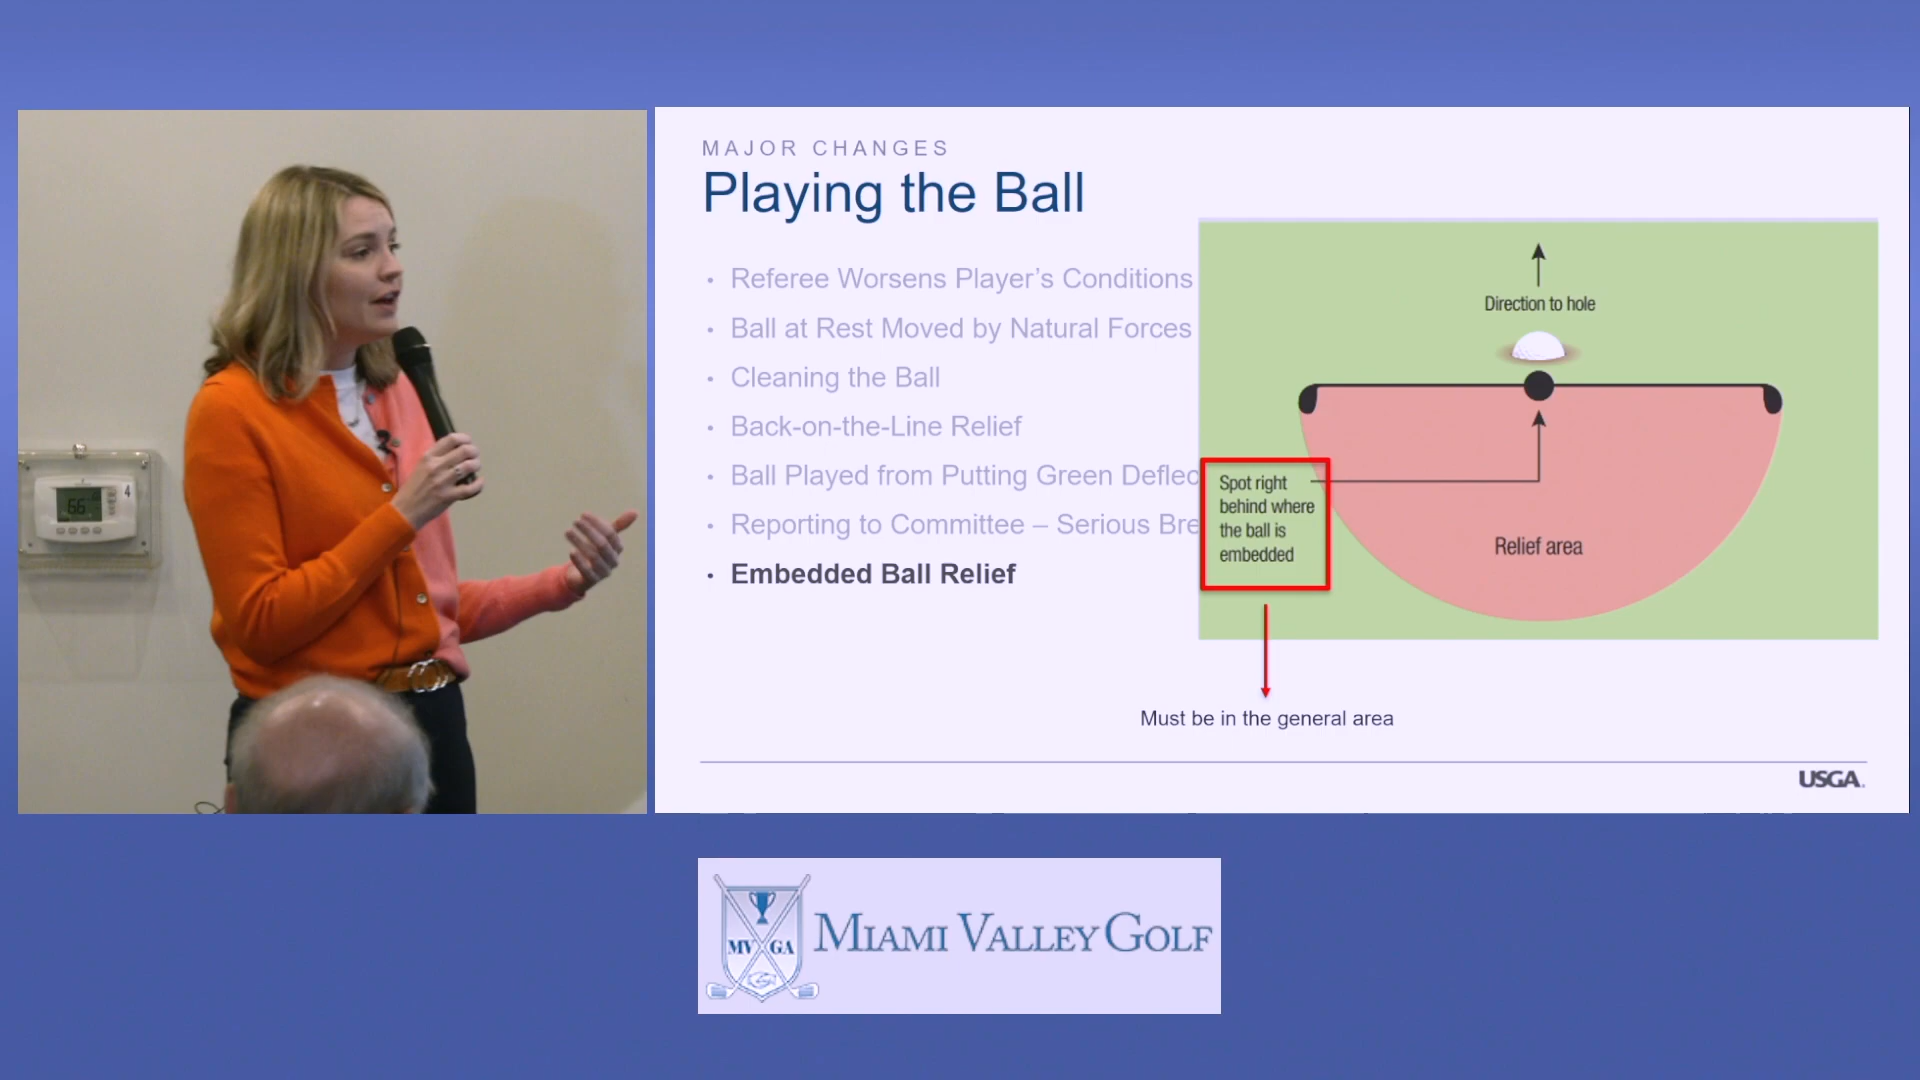 MAJOR CHANGES
Playing the Ball
• Referee Worsens Player's Conditions
• Ball at Rest Moved by Natural Forces
• Cleaning the Ball
• Back-on-the-Line Relief
• Ball Played from Putting Green Deflec
• Reporting to Committee – Serious Bre
• Embedded Ball Relief
Direction to hole
Spot right
behind where
the ball is
embedded
Relief area
Must be in the general area
USGA.
66
4
MV GA
MIAMI VALLEY GOLF